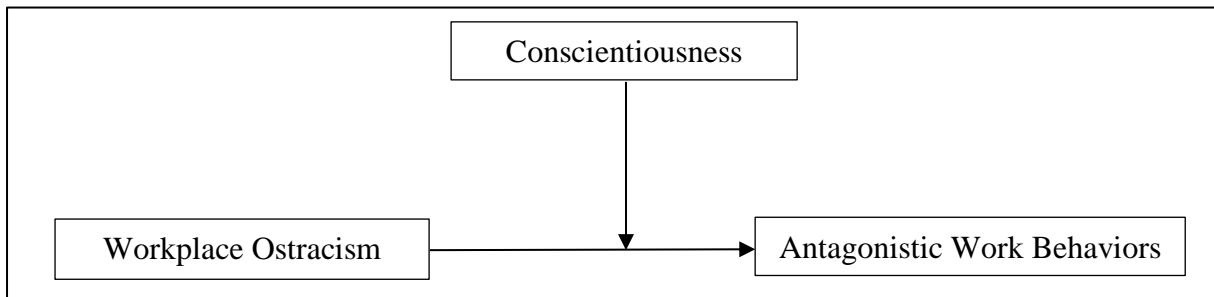 Conscientiousness
Workplace Ostracism
Antagonistic Work Behaviors